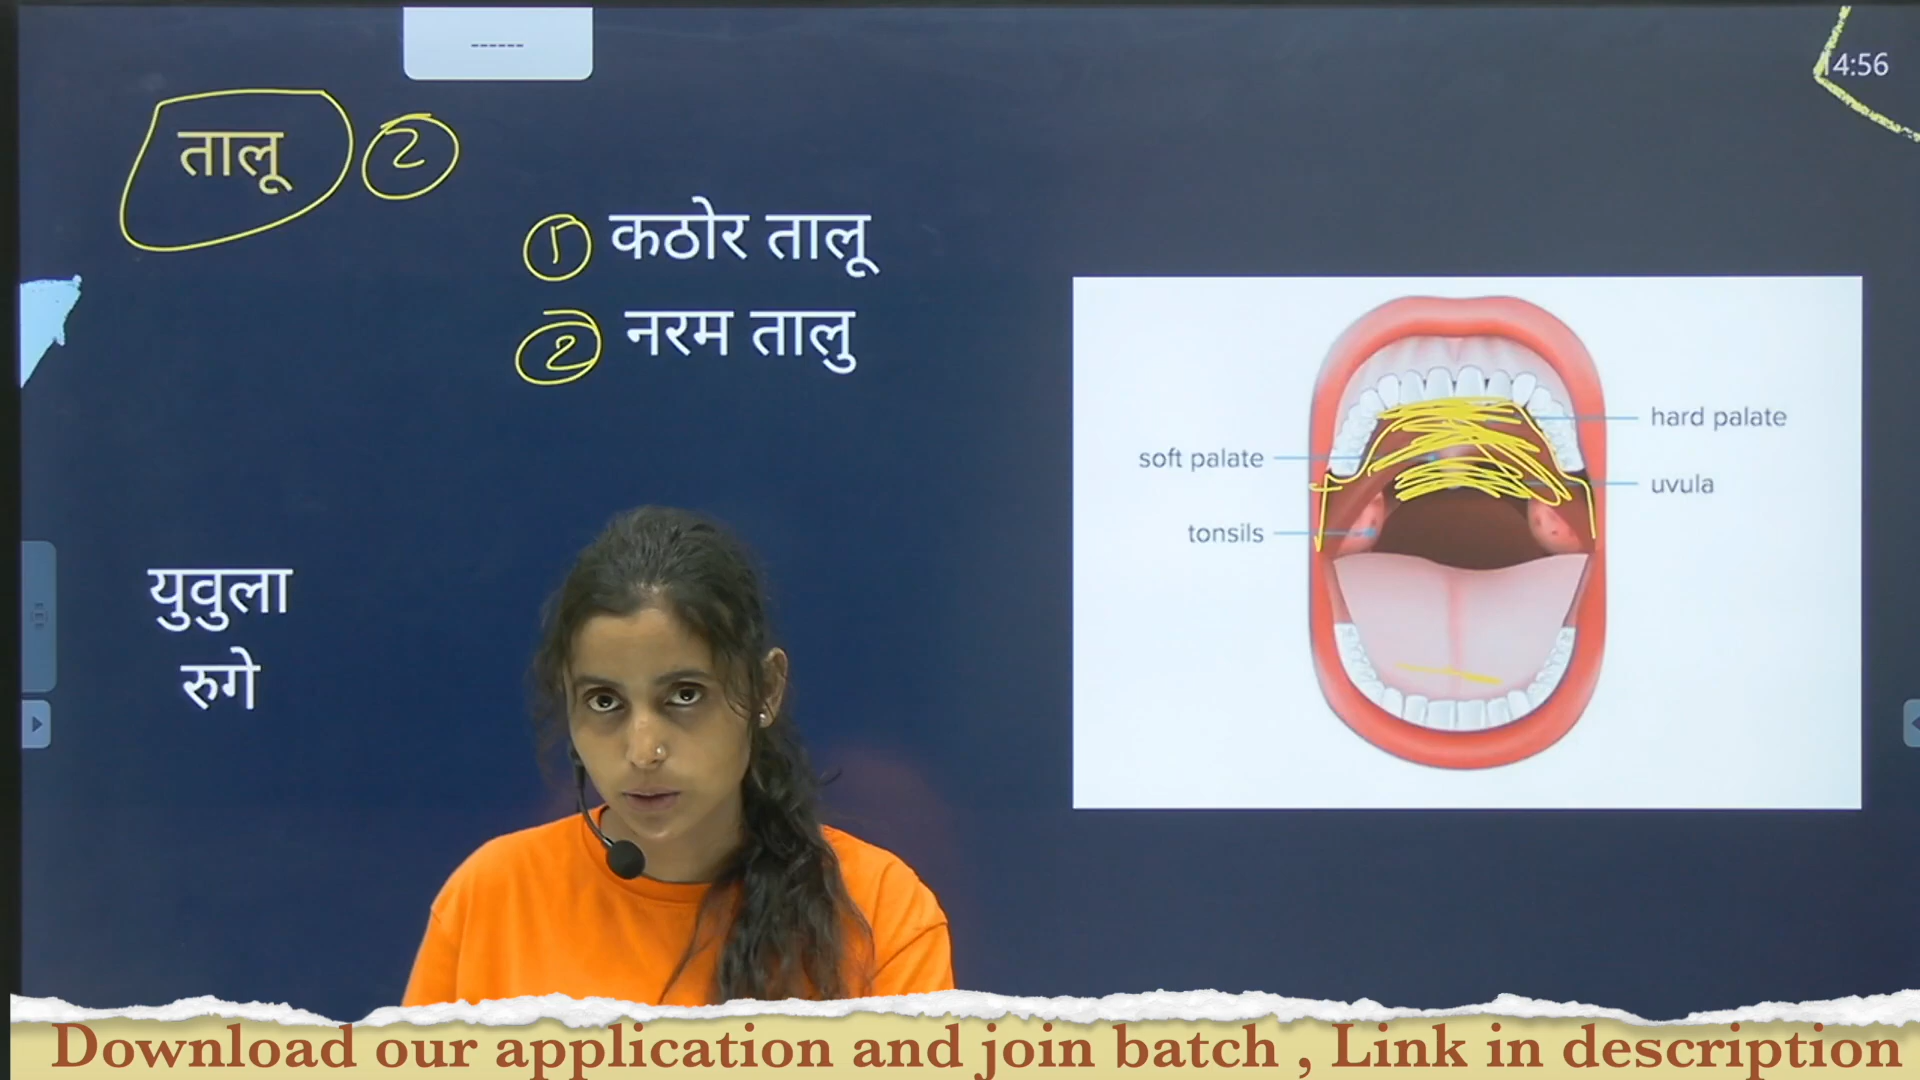 ------
14:56
तालू 2
1 कठोर तालू
2 नरम तालु
hard palate
soft palate
uvula
tonsils
युवुला
रुगे
Download our application and join batch , Link in description